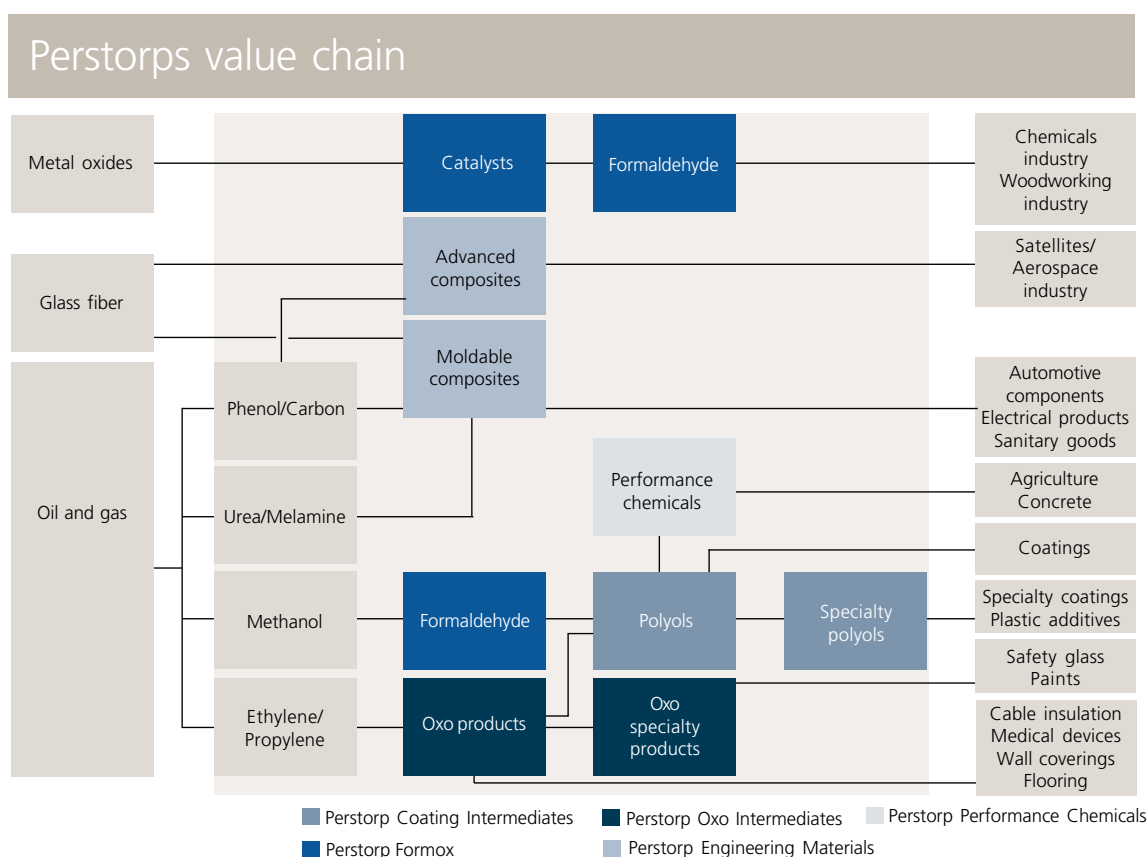 Perstorps value chain
Metal oxides
Catalysts
Formaldehyde
Chemicals
industry
Woodworking
industry
Glass fiber
Advanced
composites
Satellites/
Aerospace
industry
Moldable
composites
Oil and gas
Phenol/Carbon
Automotive
components
Electrical products
Sanitary goods
Urea/Melamine
Performance
chemicals
Agriculture
Concrete
Coatings
Methanol
Formaldehyde
Polyols
Specialty
polyols
Specialty coatings
Plastic additives
Ethylene/
Propylene
Oxo products
Oxo
specialty
products
Safety glass
Paints
Cable insulation
Medical devices
Wall coverings
Flooring
Perstorp Coating Intermediates
Perstorp Oxo Intermediates
Perstorp Performance Chemicals
Perstorp Formox
Perstorp Engineering Materials